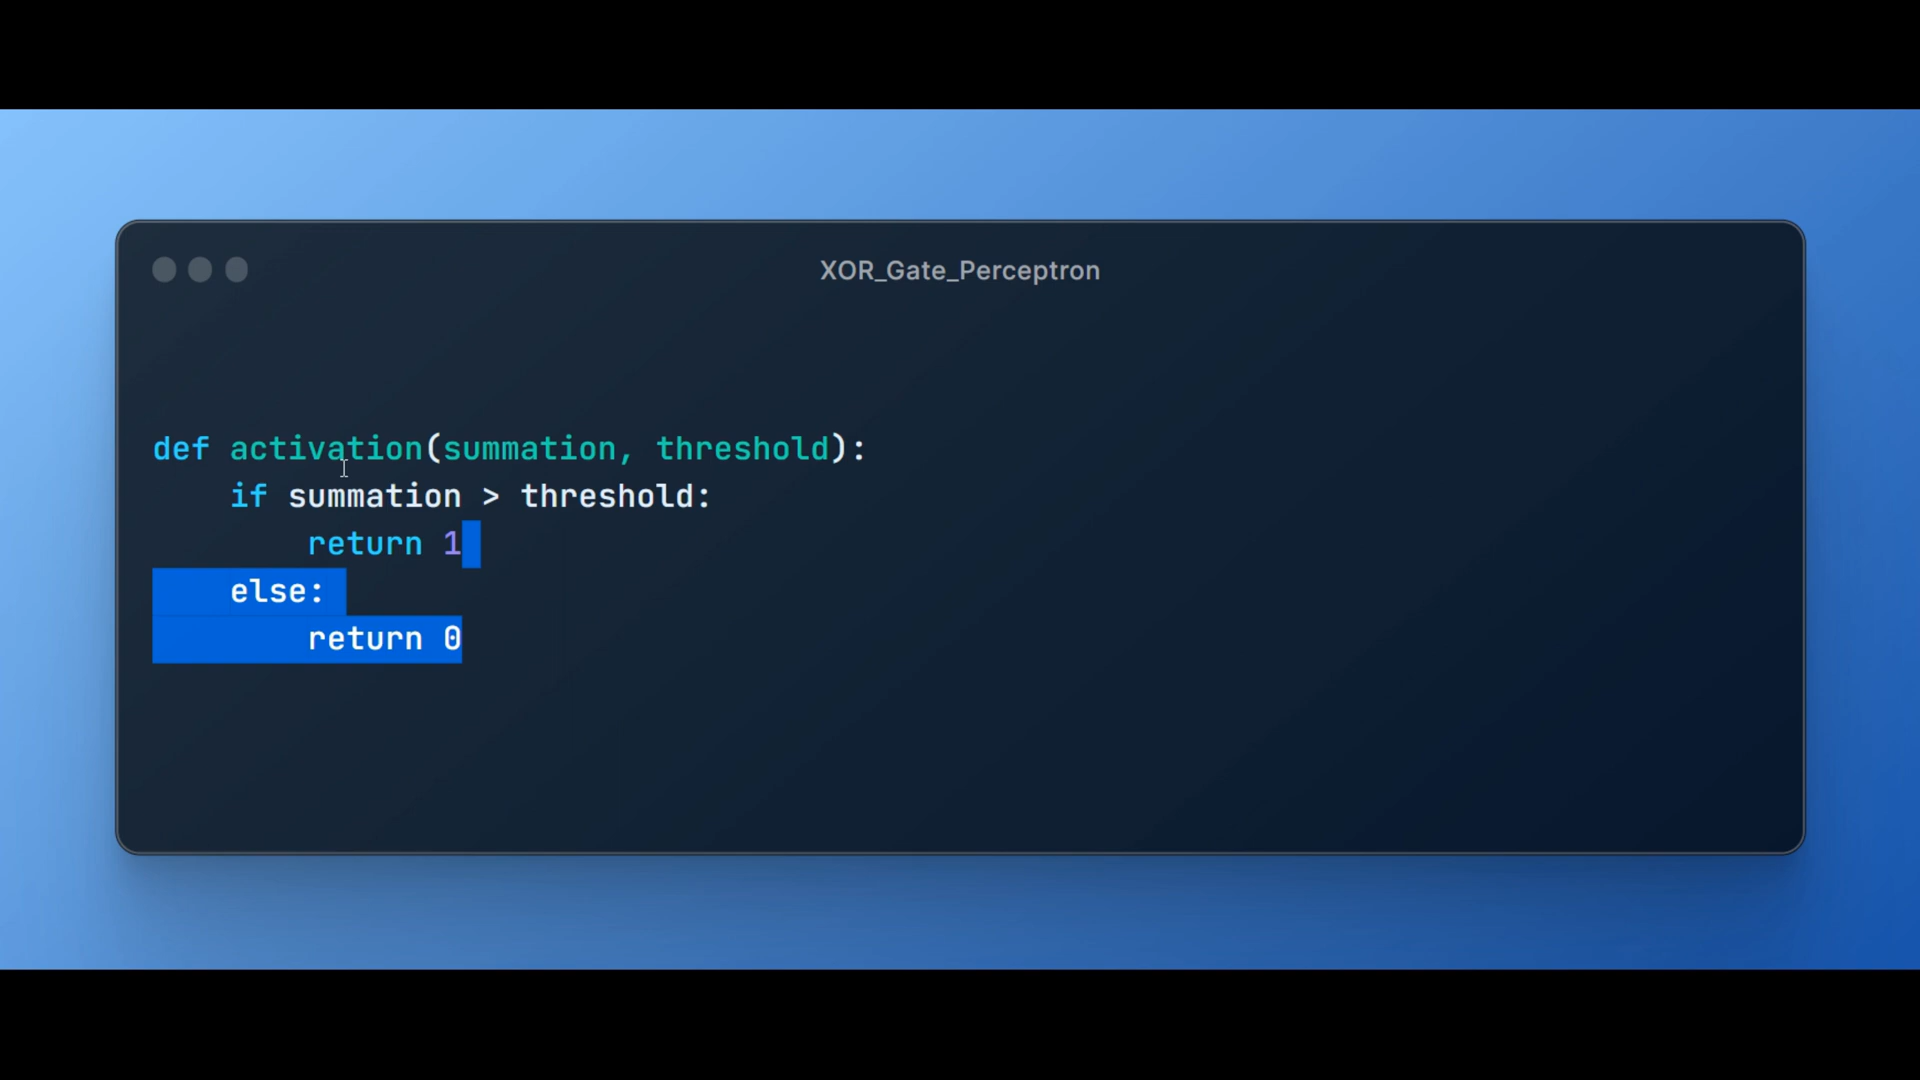 XOR_Gate_Perceptron
def activation(summation, threshold):
    if summation > threshold:
        return 1
    else:
        return 0